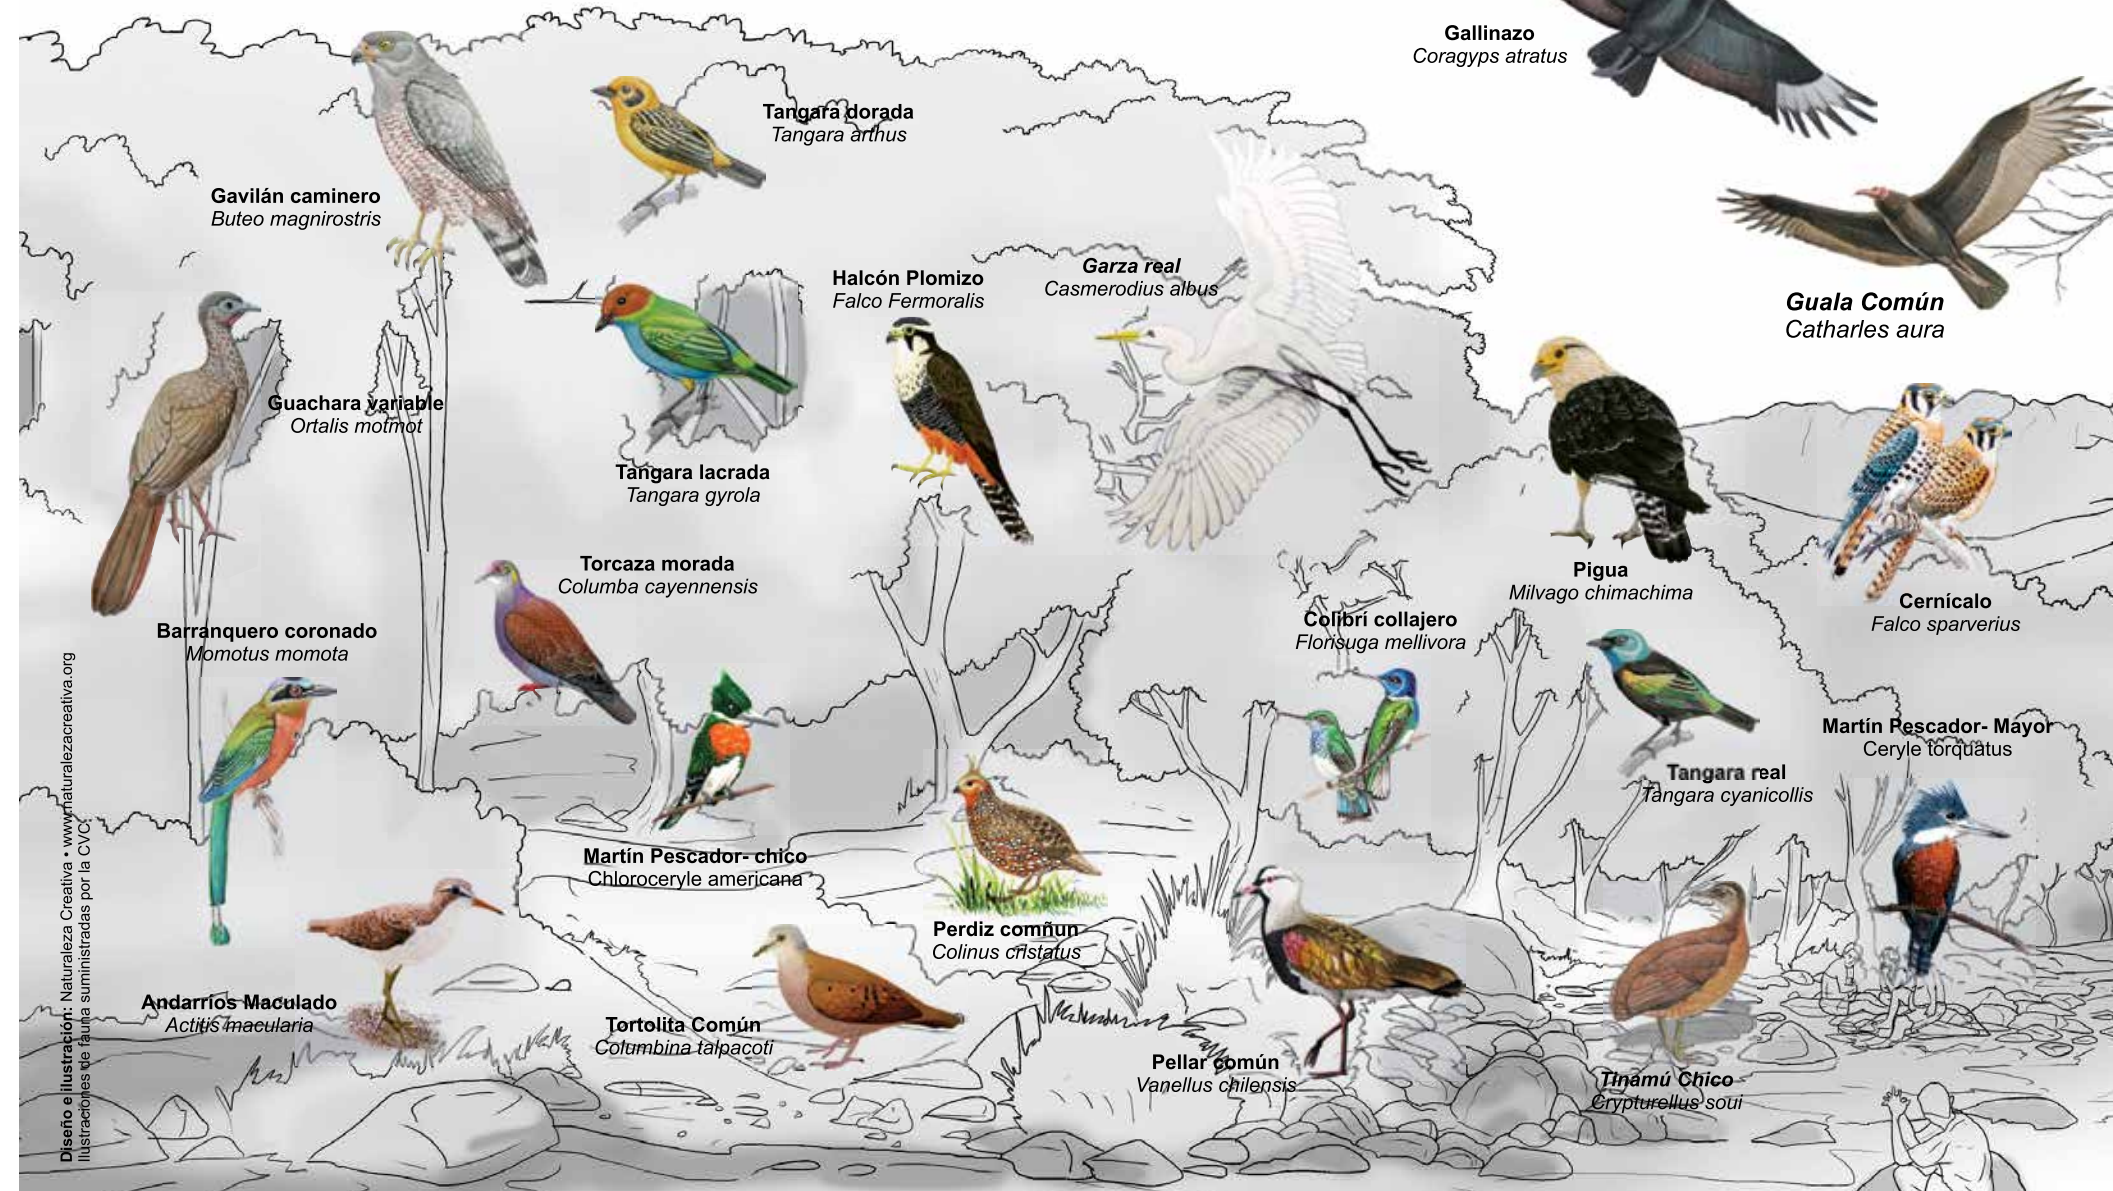 Gallinazo
Coragyps atratus
Tangara dorada
Tangara arthus
Gavilán caminero
Buteo magnirostris
Halcón Plomizo
Falco Fermoralis
Garza real
Casmerodius albus
Guala Común
Catharles aura
Guachara variable
Ortalis motmot
Tangara lacrada
Tangara gyrola
Torcaza morada
Columba cayennensis
Pigua
Milvago chimachima
Cernícalo
Falco sparverius
Barranquero coronado
Momotus momota
Colibrí collajero
Florisuga mellivora
Martín Pescador- Mayor
Ceryle torquatus
Tangara real
Tangara cyanicollis
Martín Pescador- chico
Chloroceryle americana
Perdiz comñun
Colinus cristatus
Andarríos Maculado
Actitis macularia
Tortolita Común
Columbina talpacoti
Pellar común
Vanellus chilensis
Tinamú Chico
Crypturellus soui
Diseño e ilustración: Naturaleza Creativa • www.naturalezacreativa.org
Ilustraciones de fauna suministradas por la CVC.